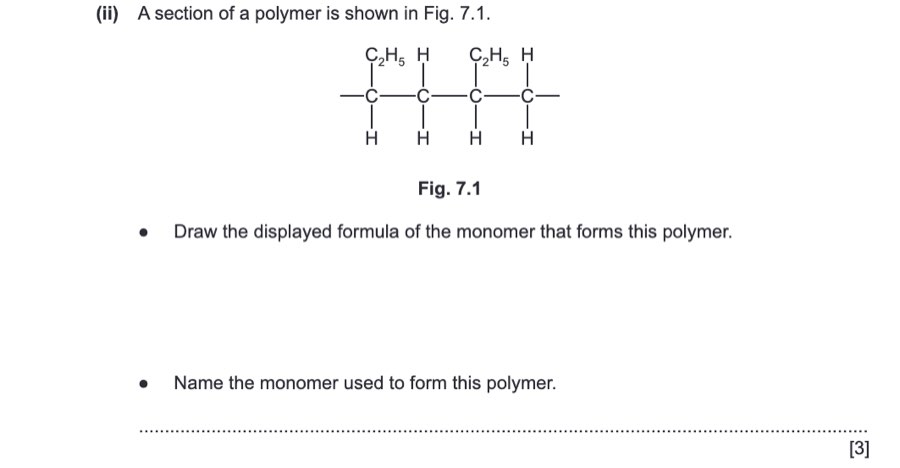 (ii) A section of a polymer is shown in Fig. 7.1.
C₂H₅ H C₂H₅ H
C C C C
H H H H
Fig. 7.1
• Draw the displayed formula of the monomer that forms this polymer.
• Name the monomer used to form this polymer.
[3]